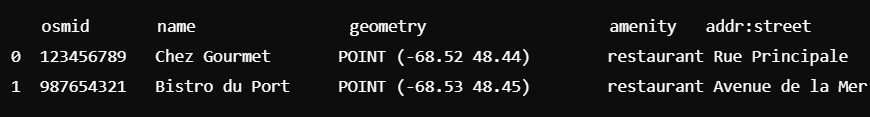 osmid name geometry amenity addr:street
0 123456789 Chez Gourmet POINT (-68.52 48.44) restaurant Rue Principale
1 987654321 Bistro du Port POINT (-68.53 48.45) restaurant Avenue de la Mer